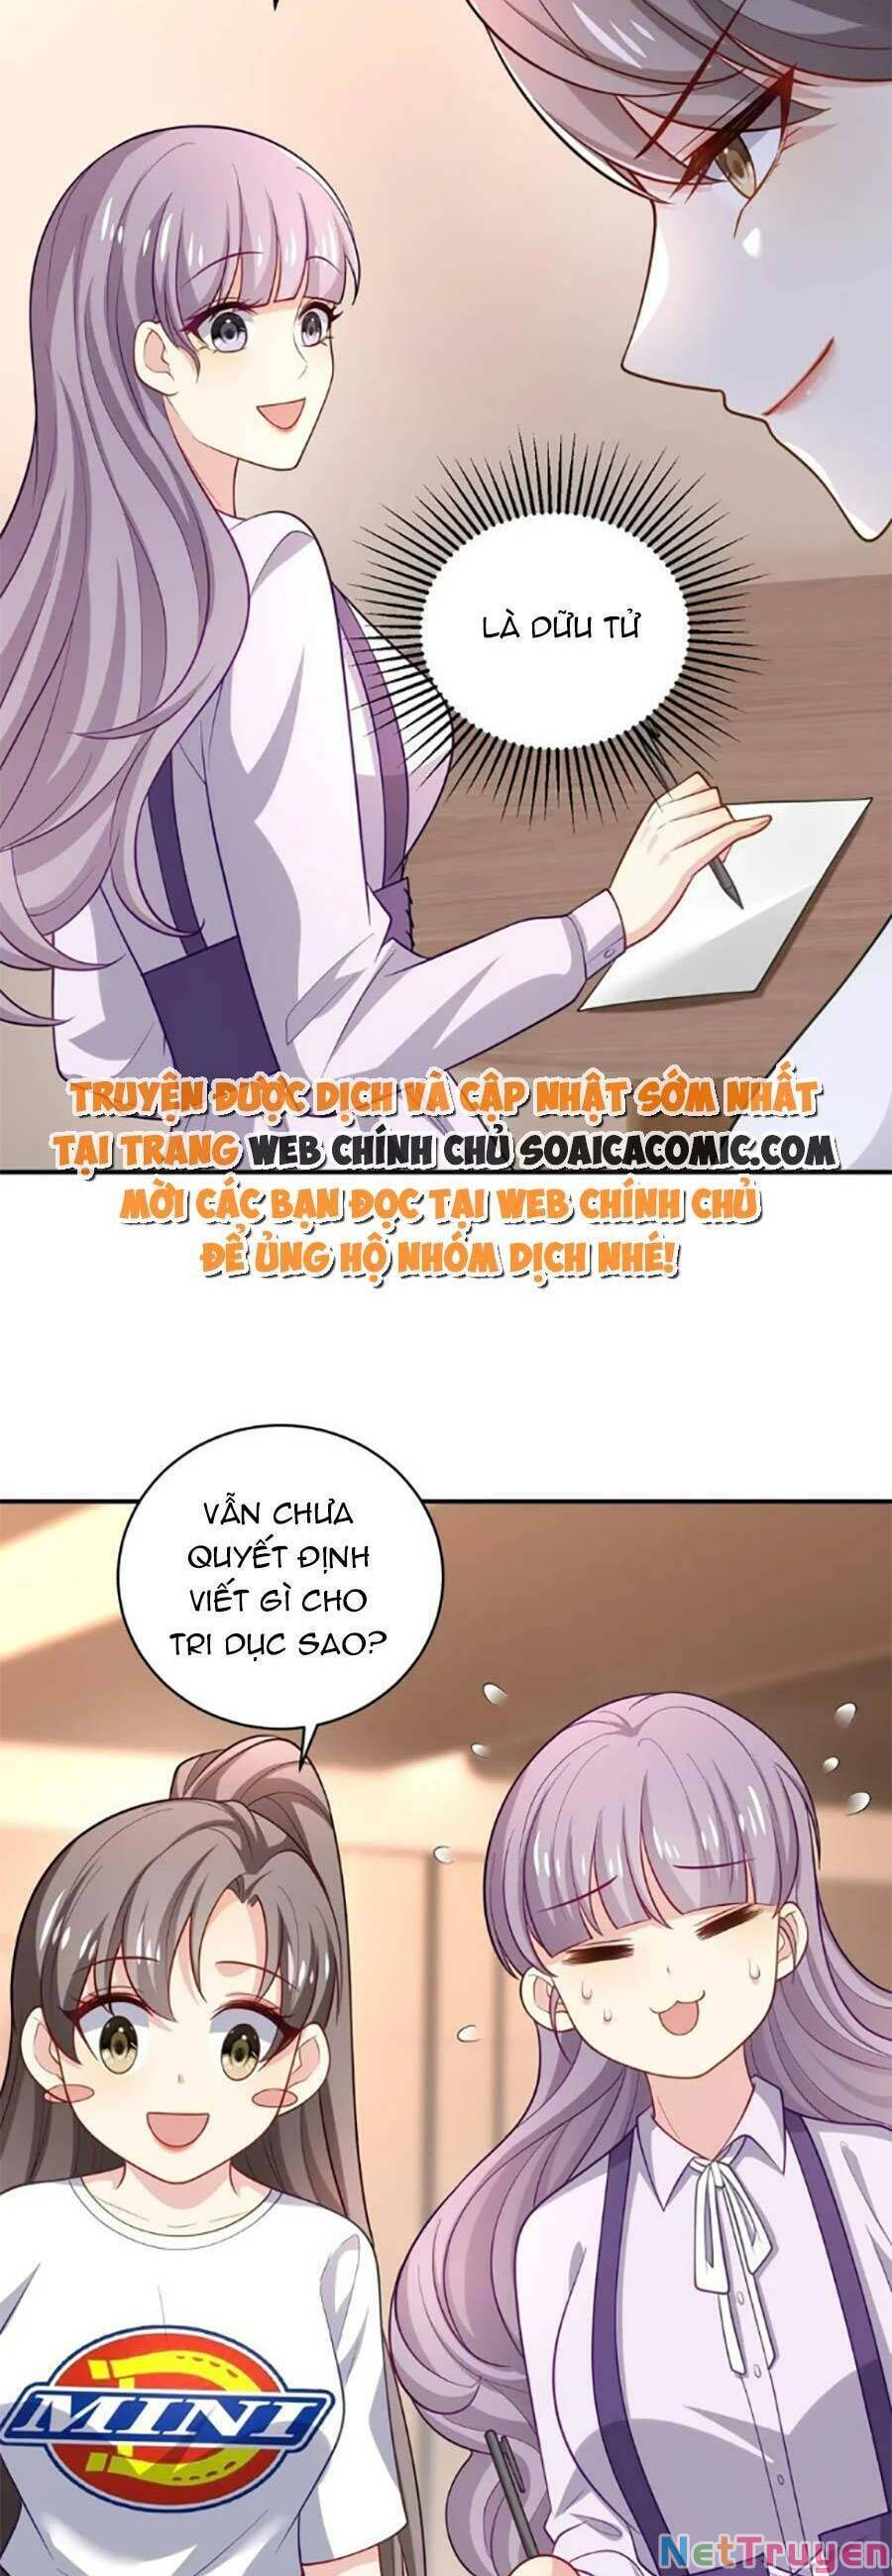 LÀ DỮU TỬ
TRUYỆN ĐƯỢC DỊCH VÀ CẬP NHẬT SỚM NHẤT
TẠI TRANG WEB CHÍNH CHỦ SOAICACOMIC.COM
MỜI CÁC BẠN ĐỌC TẠI WEB CHÍNH CHỦ
ĐỂ ỦNG HỘ NHÓM DỊCH NHÉ!
VẪN CHƯA
QUYẾT ĐỊNH
VIẾT GÌ CHO
TRI DỤC SAO?
MINI
NetTruyen